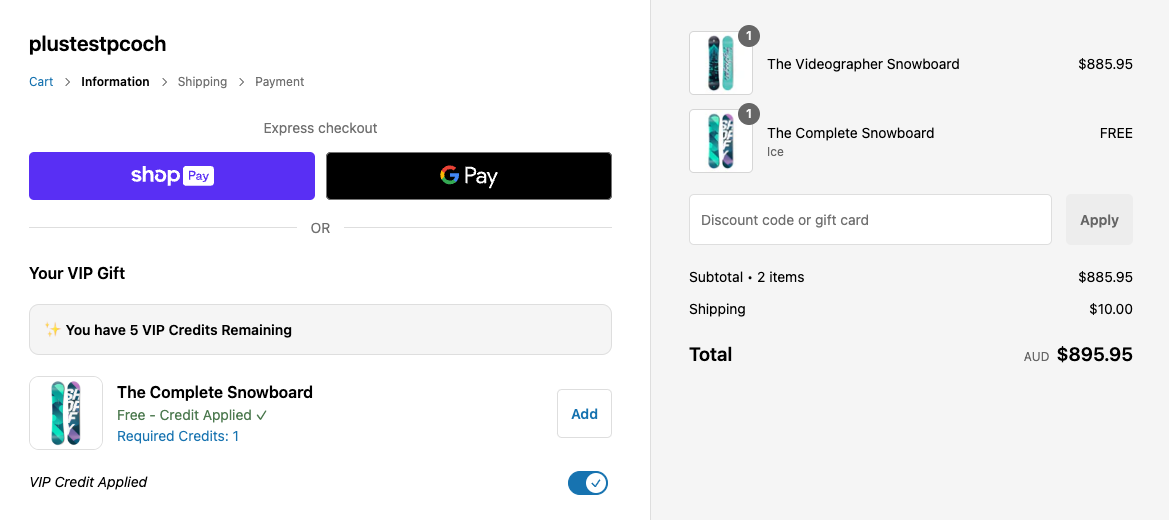 plustestpcoch
Cart > Information > Shipping > Payment
Express checkout
shop Pay
G Pay
OR
Your VIP Gift
✨ You have 5 VIP Credits Remaining
The Complete Snowboard
Free - Credit Applied ✓
Required Credits: 1
Add
VIP Credit Applied
1
The Videographer Snowboard $885.95
1
The Complete Snowboard FREE
Ice
Discount code or gift card Apply
Subtotal • 2 items $885.95
Shipping $10.00
Total AUD $895.95